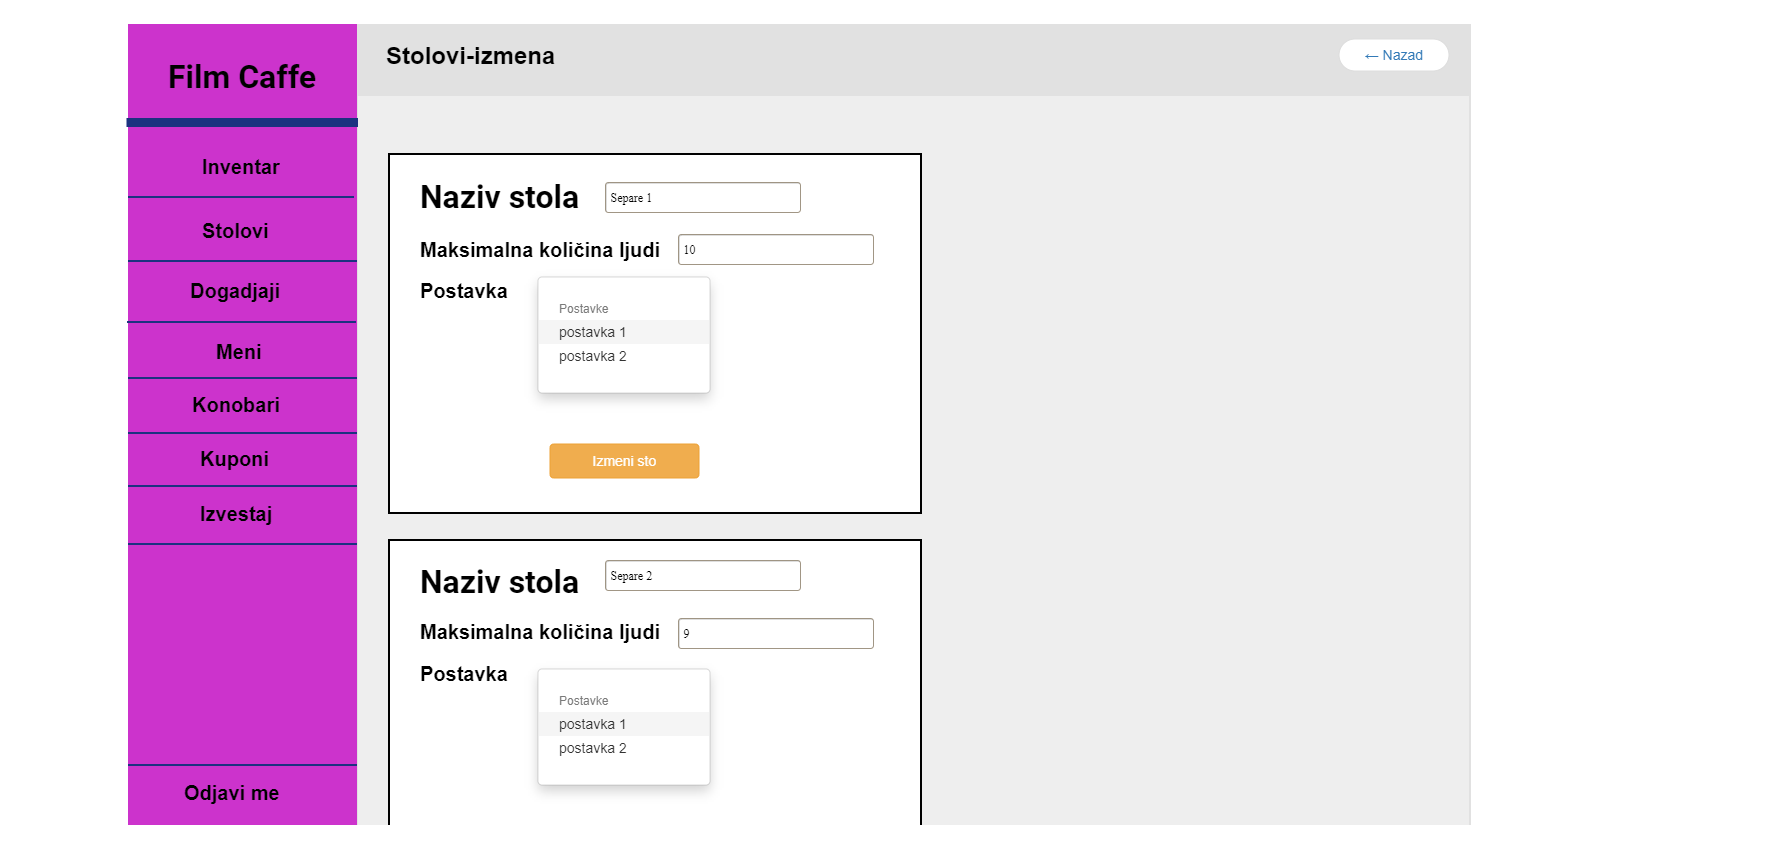 Film Caffe
Inventar
Stolovi
Dogadjaji
Meni
Konobari
Kuponi
Izvestaj
Odjavi me
Stolovi-izmena
← Nazad
Naziv stola Separe 1
Maksimalna količina ljudi 10
Postavka
Postavke
postavka 1
postavka 2
Izmeni sto
Naziv stola Separe 2
Maksimalna količina ljudi 9
Postavka
Postavke
postavka 1
postavka 2